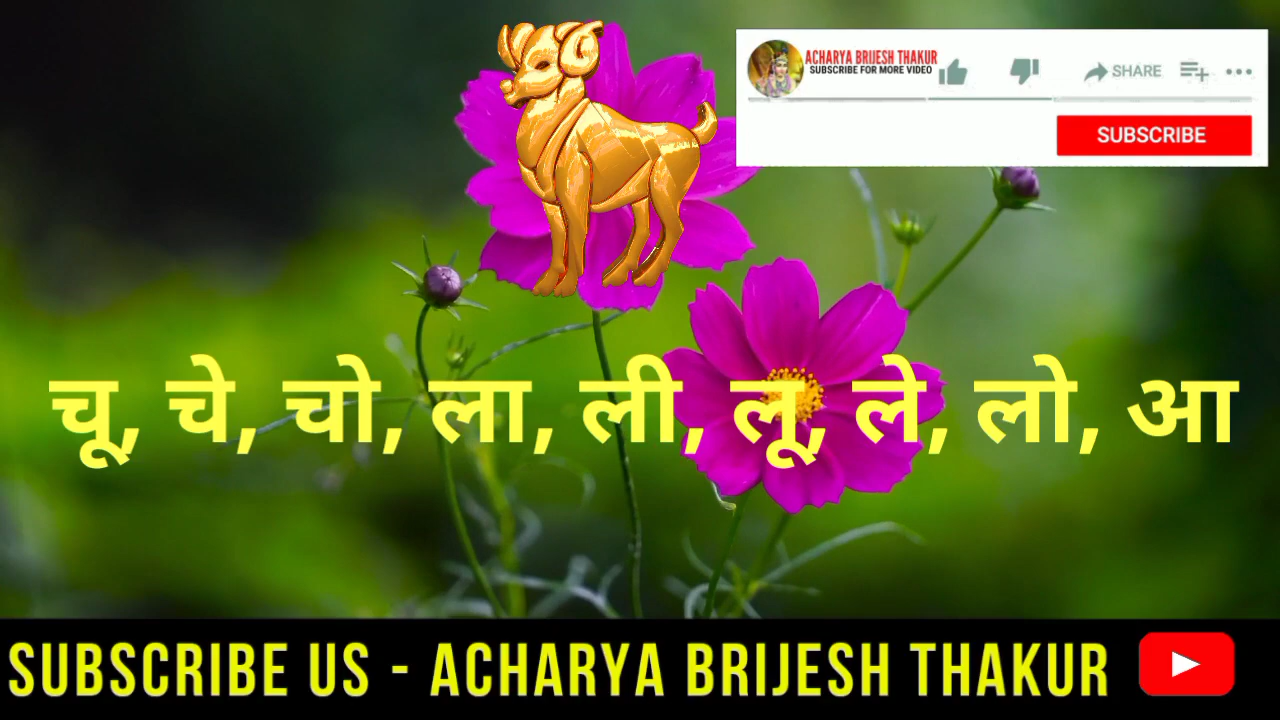 ACHARYA BRIJESH THAKUR
SUBSCRIBE FOR MORE VIDEO
SHARE
SUBSCRIBE
चू, चे, चो, ला, ली, लू, ले, लो, आ
SUBSCRIBE US - ACHARYA BRIJESH THAKUR